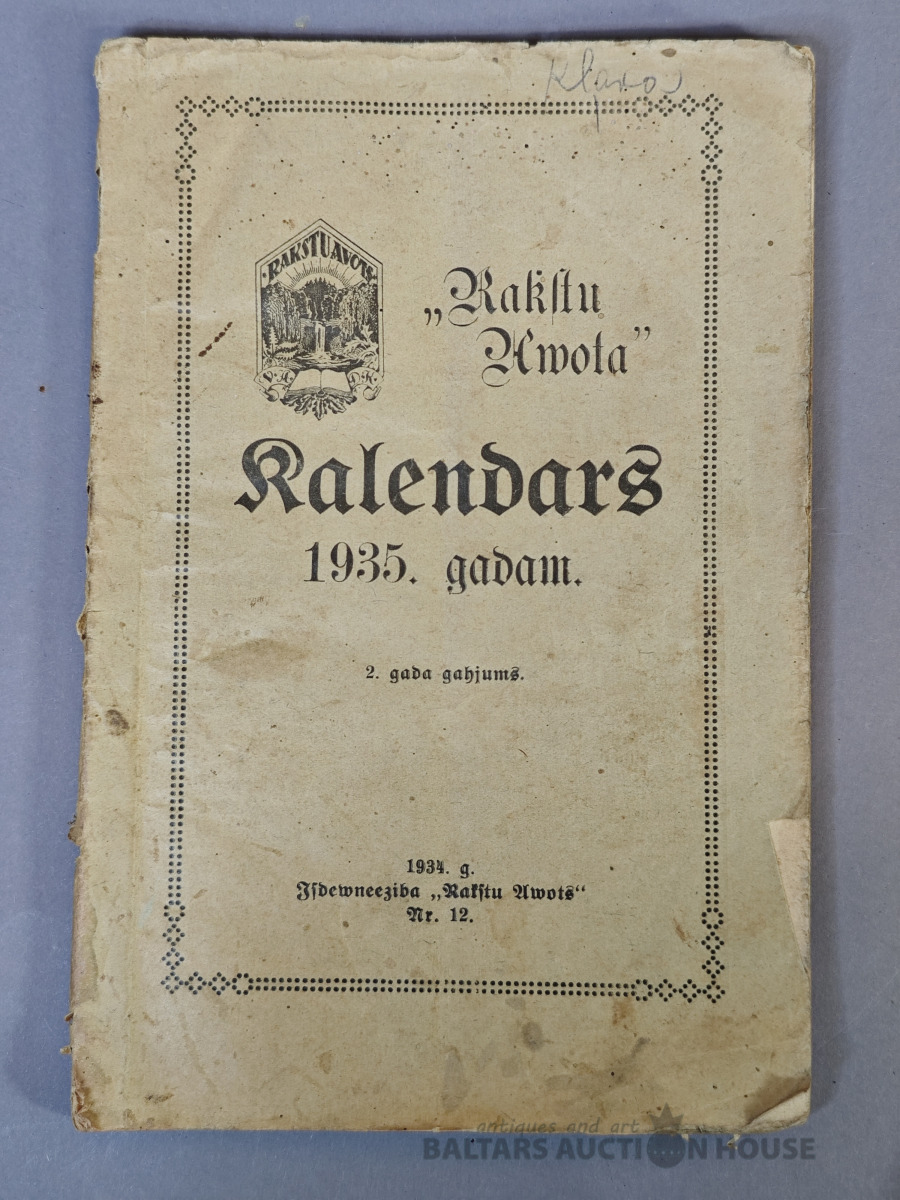 RAKSTU AVOTS
„Rakstu
Awota”
Kalendars
1935. gadam.
2. gada gahjums.
1934. g.
Isdewneeziba „Rakstu Awots“
Nr. 12.
antiques and art
BALTARS AUCTION HOUSE